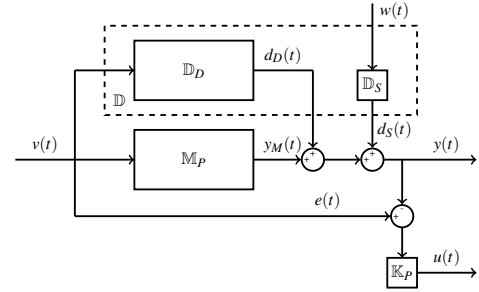 w(t)
d_D(t)
𝔻_D
𝔻_S
𝔻
d_S(t)
v(t)
y_M(t)
y(t)
𝕄_P
+
+
+
+
e(t)
-
+
𝕂_P
u(t)